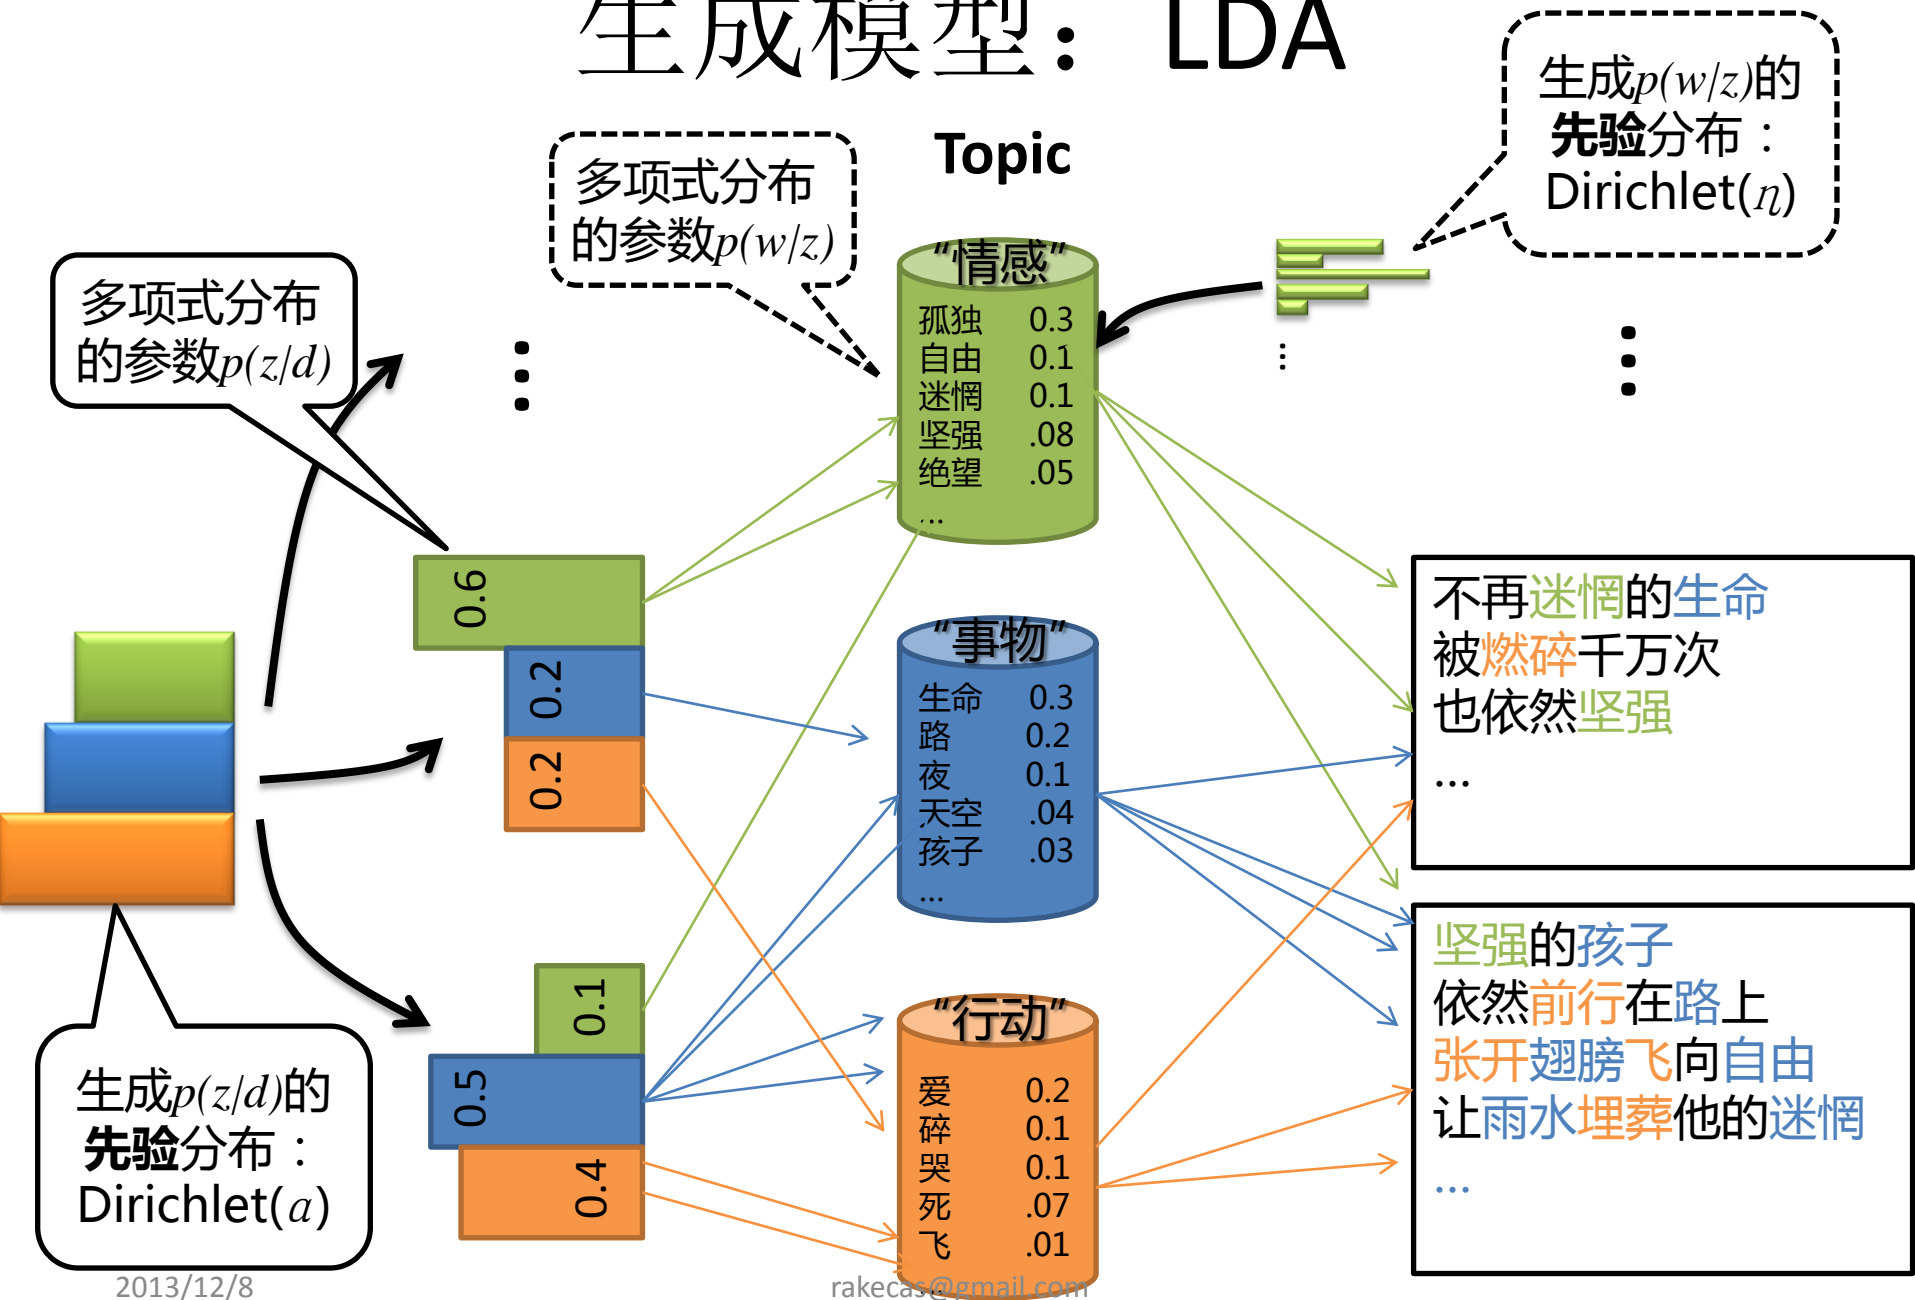 生成模型：LDA
生成p(w|z)的
先验分布：
Dirichlet(η)
Topic
多项式分布
的参数p(w|z)
多项式分布
的参数p(z|d)
...
“情感”
孤独 0.3
自由 0.1
迷惘 0.1
坚强 .08
绝望 .05
...
...
...
0.6
0.2
0.2
“事物”
生命 0.3
路 0.2
夜 0.1
天空 .04
孩子 .03
...
不再迷惘的生命
被燃碎千万次
也依然坚强
...
0.1
0.5
0.4
“行动”
爱 0.2
碎 0.1
哭 0.1
死 .07
飞 .01
...
坚强的孩子
依然前行在路上
张开翅膀飞向自由
让雨水埋葬他的迷惘
...
生成p(z|d)的
先验分布：
Dirichlet(α)
2013/12/8
rakecas@gmail.com